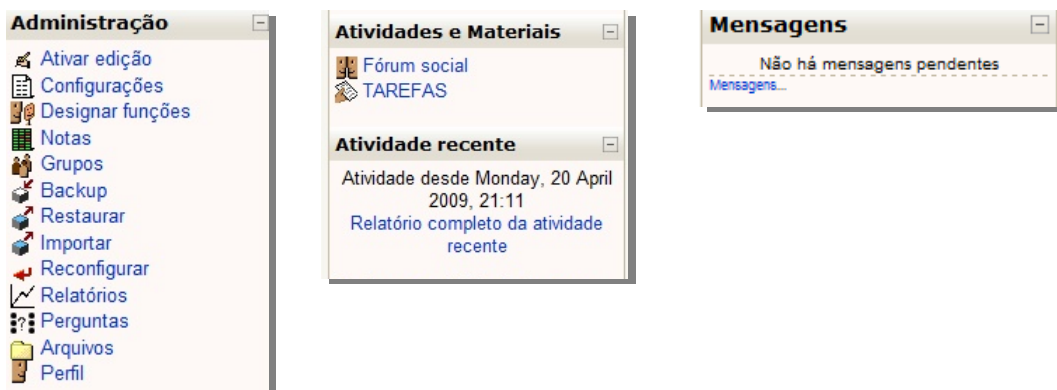 Administração
Ativar edição
Configurações
Designar funções
Notas
Grupos
Backup
Restaurar
Importar
Reconfigurar
Relatórios
Perguntas
Arquivos
Perfil
Atividades e Materiais
Fórum social
TAREFAS
Atividade recente
Atividade desde Monday, 20 April
2009, 21:11
Relatório completo da atividade
recente
Mensagens
Não há mensagens pendentes
Mensagens...